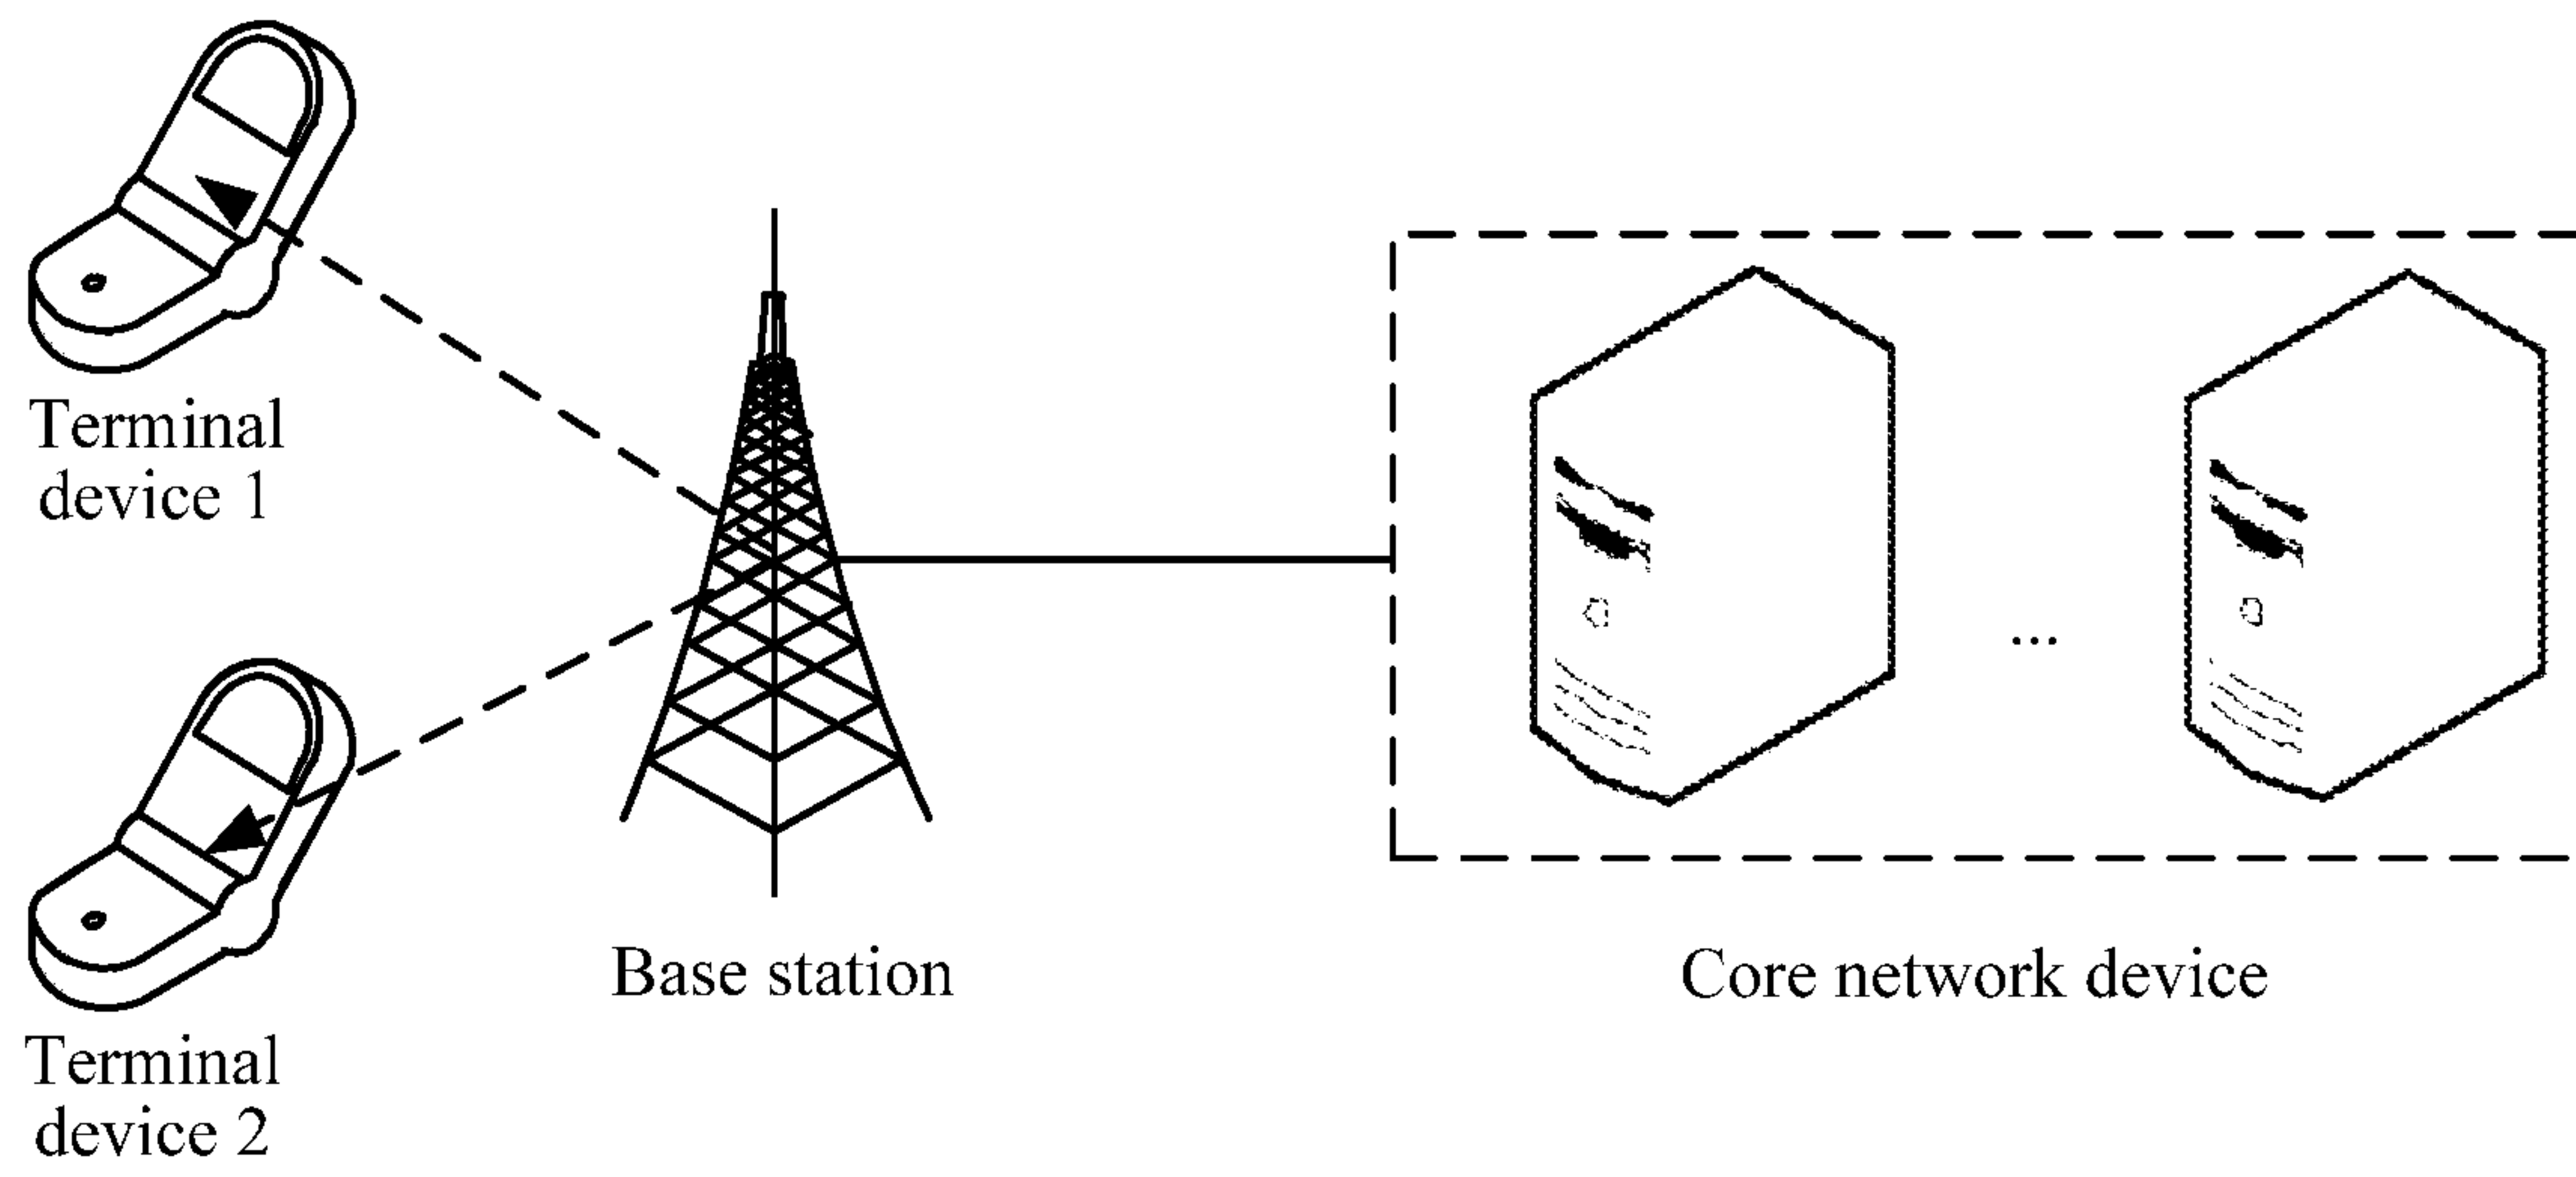 Terminal
device 1
...
Base station
Core network device
Terminal
device 2